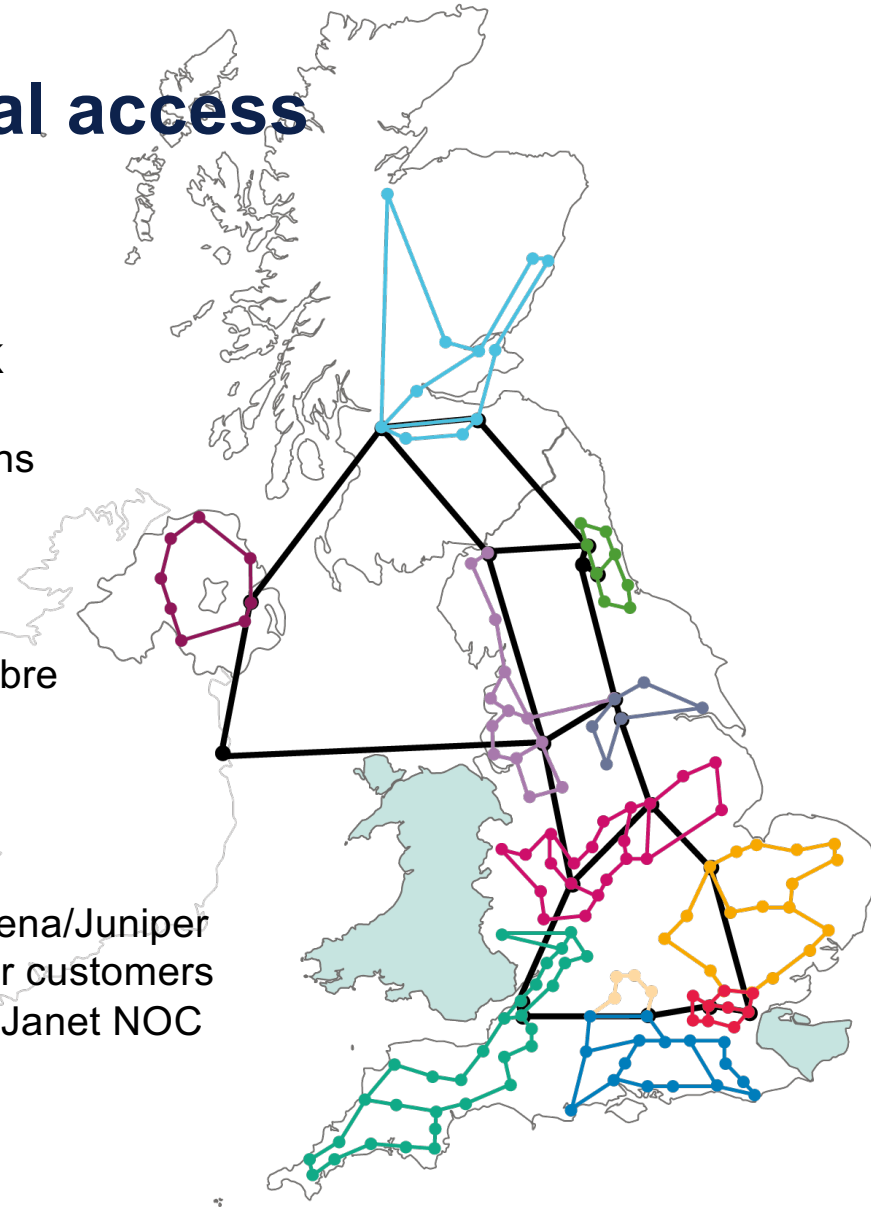 al access
k
ns
bre
ena/Juniper
r customers
Janet NOC